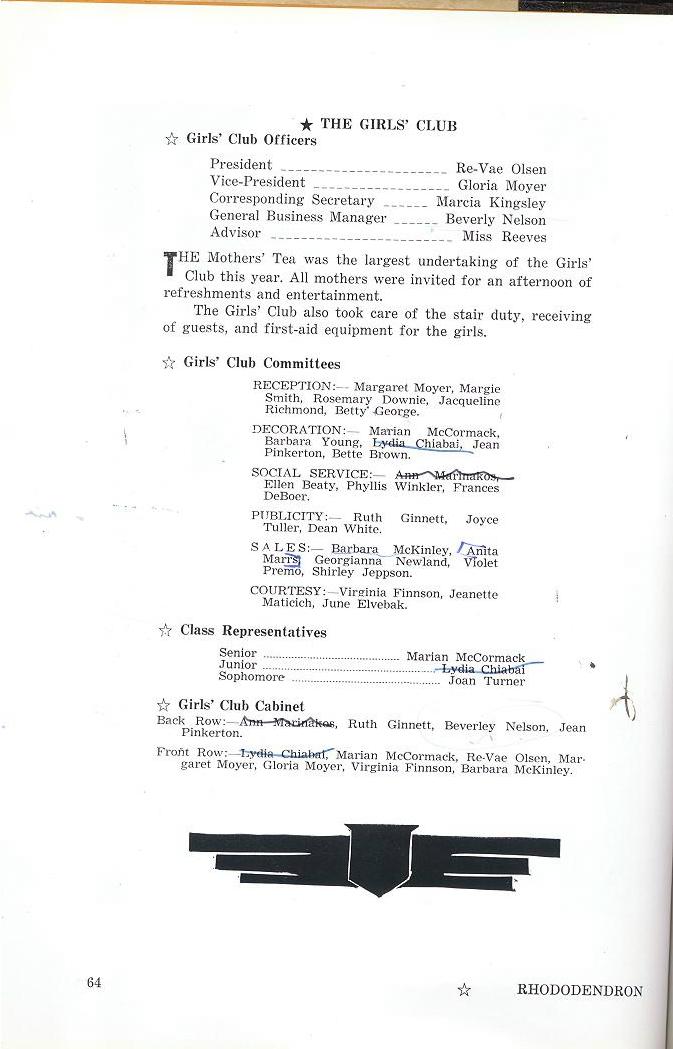 ★ THE GIRLS' CLUB
☆ Girls' Club Officers
President ______________________ Re-Vae Olsen
Vice-President __________________ Gloria Moyer
Corresponding Secretary ______ Marcia Kingsley
General Business Manager ______ Beverly Nelson
Advisor ________________________ Miss Reeves
THE Mothers' Tea was the largest undertaking of the Girls'
Club this year. All mothers were invited for an afternoon of
refreshments and entertainment.
The Girls' Club also took care of the stair duty, receiving
of guests, and first-aid equipment for the girls.
☆ Girls' Club Committees
RECEPTION:— Margaret Moyer, Margie
Smith, Rosemary Downie, Jacqueline
Richmond, Betty George.
DECORATION:— Marian McCormack,
Barbara Young, Lydia Chiabai, Jean
Pinkerton, Bette Brown.
SOCIAL SERVICE:— Ann Marinakos,
Ellen Beaty, Phyllis Winkler, Frances
DeBoer.
PUBLICITY:— Ruth Ginnett, Joyce
Tuller, Dean White.
SALES:— Barbara McKinley, Anita
Marrs, Georgianna Newland, Violet
Premo, Shirley Jeppson.
COURTESY:—Virginia Finnson, Jeanette
Maticich, June Elvebak.
☆ Class Representatives
Senior ........................................ Marian McCormack
Junior ........................................ Lydia Chiabai
Sophomore ........................................ Joan Turner
☆ Girls' Club Cabinet
Back Row:—Ann Marinakos, Ruth Ginnett, Beverley Nelson, Jean
Pinkerton.
Front Row:—Lydia Chiabai, Marian McCormack, Re-Vae Olsen, Mar-
garet Moyer, Gloria Moyer, Virginia Finnson, Barbara McKinley.
64
☆ RHODODENDRON